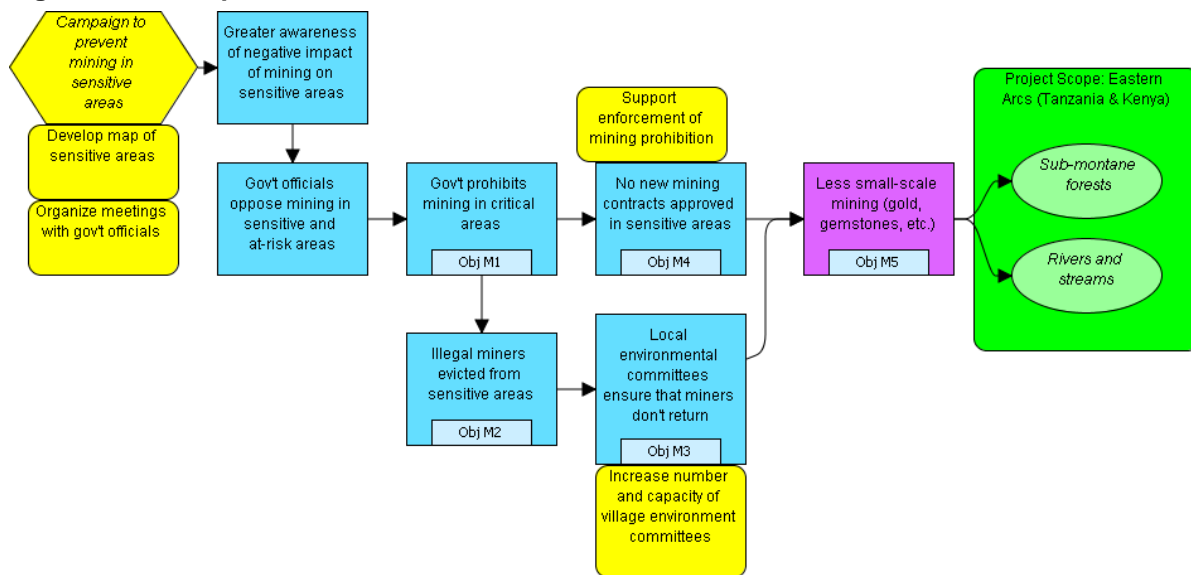 Campaign to
prevent
mining in
sensitive
areas
Develop map of
sensitive areas
Organize meetings
with gov't officials
Greater awareness
of negative impact
of mining on
sensitive areas
Gov't officials
oppose mining in
sensitive and
at-risk areas
Gov't prohibits
mining in critical
areas
Obj M1
Illegal miners
evicted from
sensitive areas
Obj M2
Support
enforcement of
mining prohibition
No new mining
contracts approved
in sensitive areas
Obj M4
Local
environmental
committees
ensure that miners
don't return
Obj M3
Increase number
and capacity of
village environment
committees
Less small-scale
mining (gold,
gemstones, etc.)
Obj M5
Project Scope: Eastern
Arcs (Tanzania & Kenya)
Sub-montane
forests
Rivers and
streams